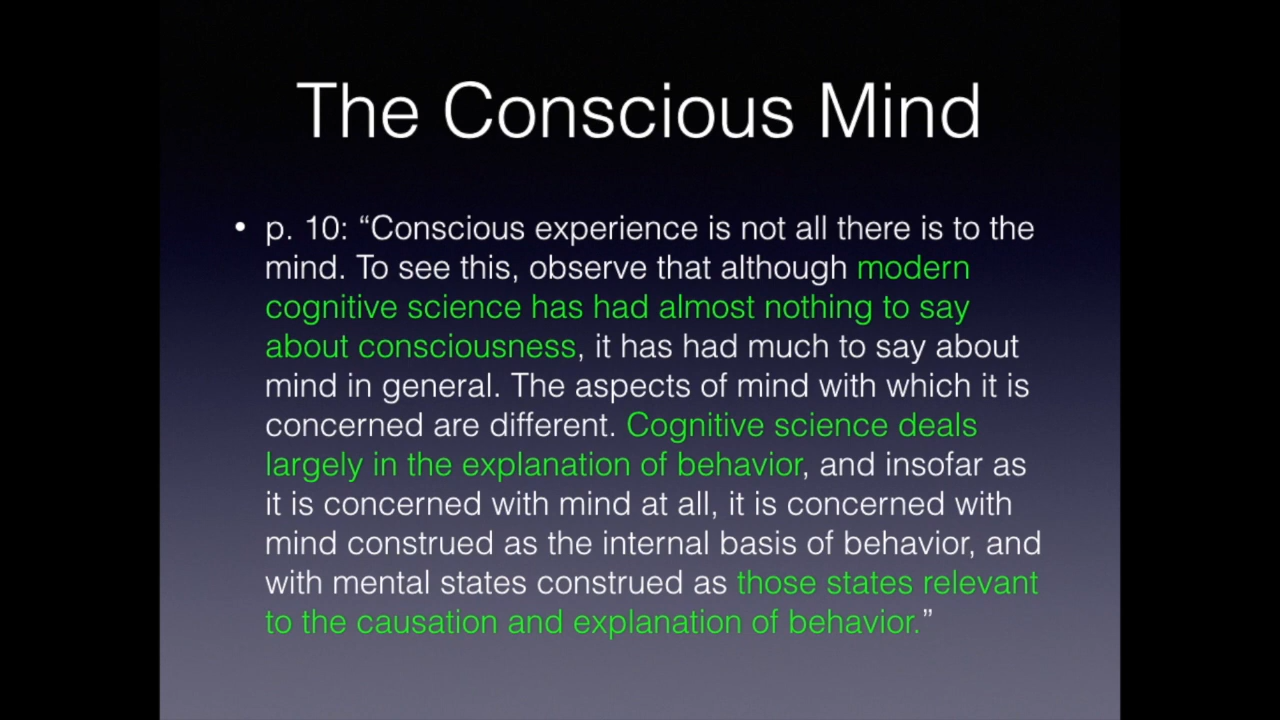 The Conscious Mind
• p. 10: “Conscious experience is not all there is to the
mind. To see this, observe that although modern
cognitive science has had almost nothing to say
about consciousness, it has had much to say about
mind in general. The aspects of mind with which it is
concerned are different. Cognitive science deals
largely in the explanation of behavior, and insofar as
it is concerned with mind at all, it is concerned with
mind construed as the internal basis of behavior, and
with mental states construed as those states relevant
to the causation and explanation of behavior.”